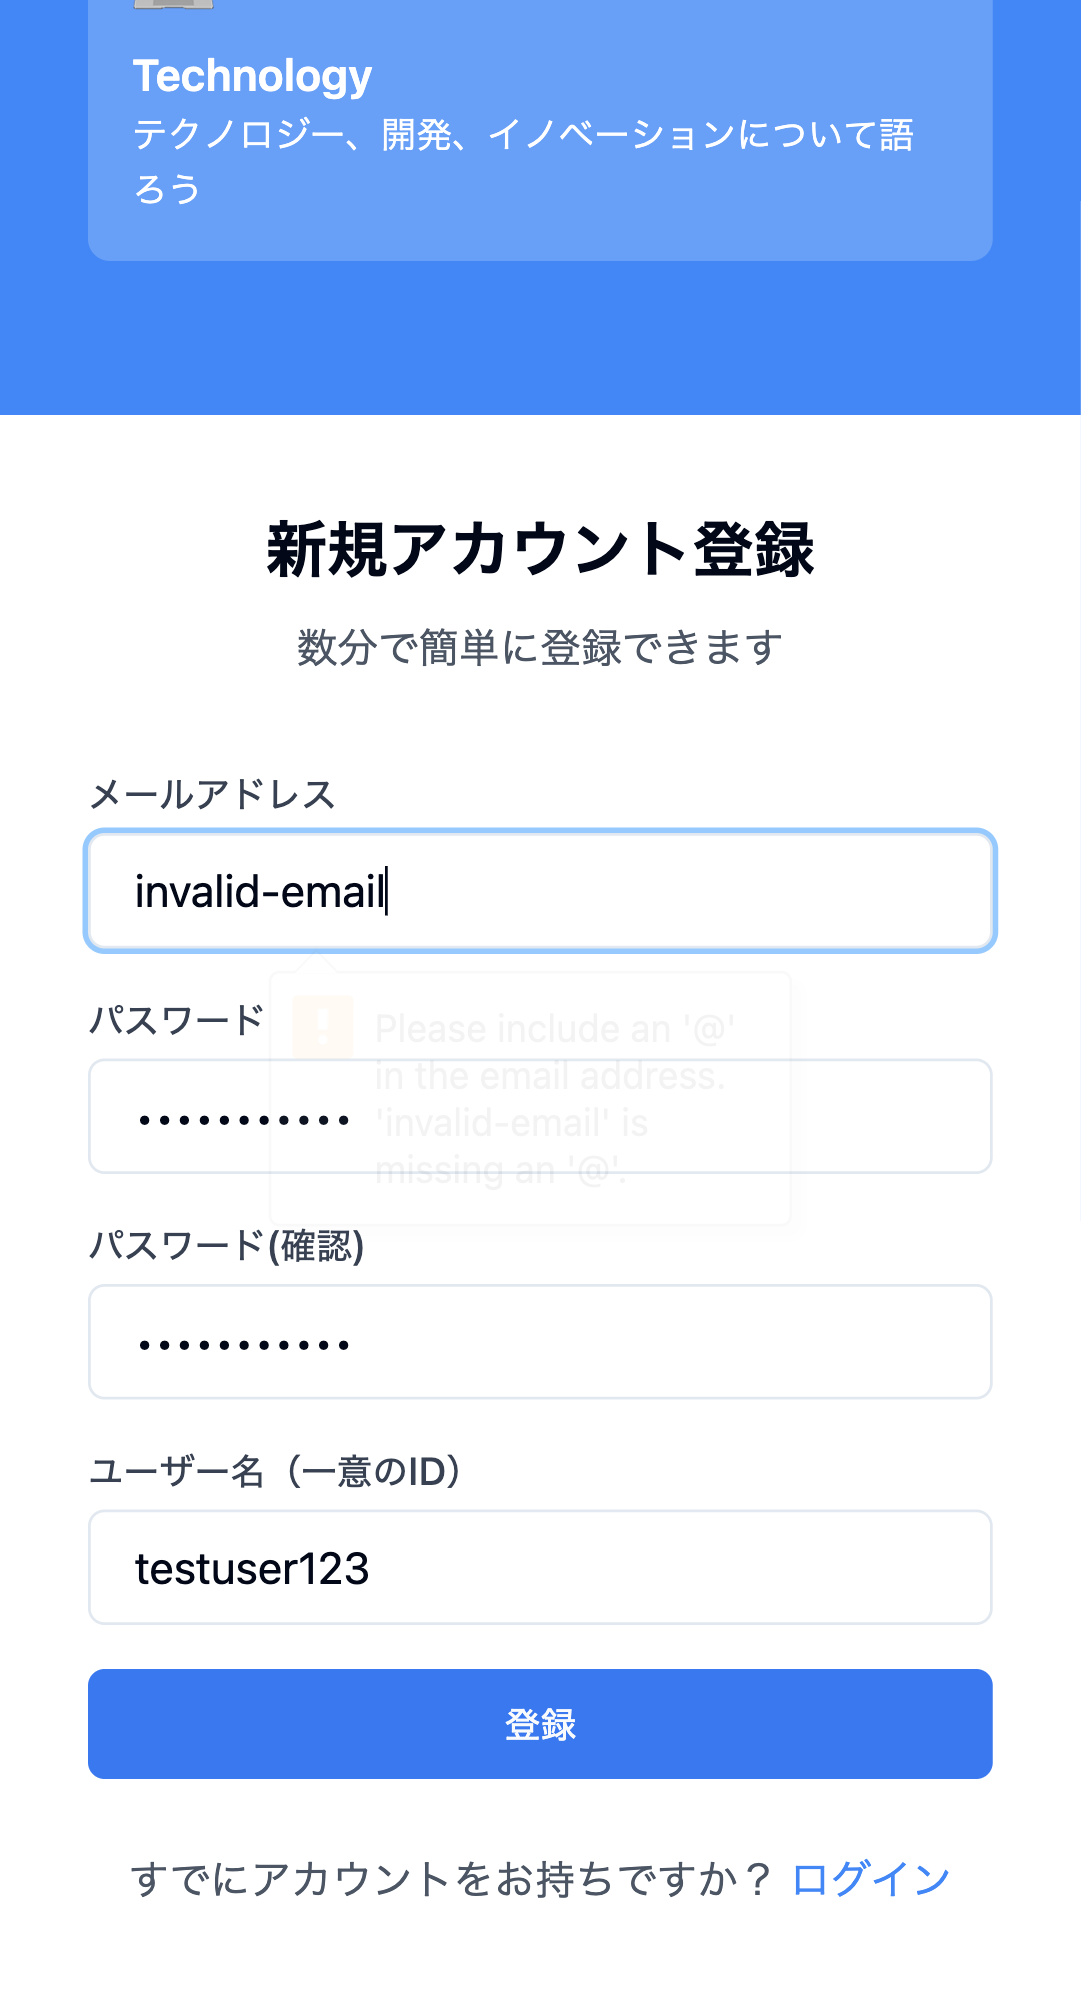 Technology
テクノロジー、開発、イノベーションについて語
ろう
新規アカウント登録
数分で簡単に登録できます
メールアドレス
invalid-email
パスワード
Please include an '@'
in the email address.
'invalid-email' is
missing an '@'.
•••••••••••
パスワード(確認)
•••••••••••
ユーザー名（一意のID）
testuser123
登録
すでにアカウントをお持ちですか？ ログイン